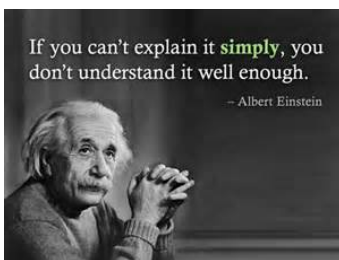 If you can't explain it simply, you
don't understand it well enough.
– Albert Einstein